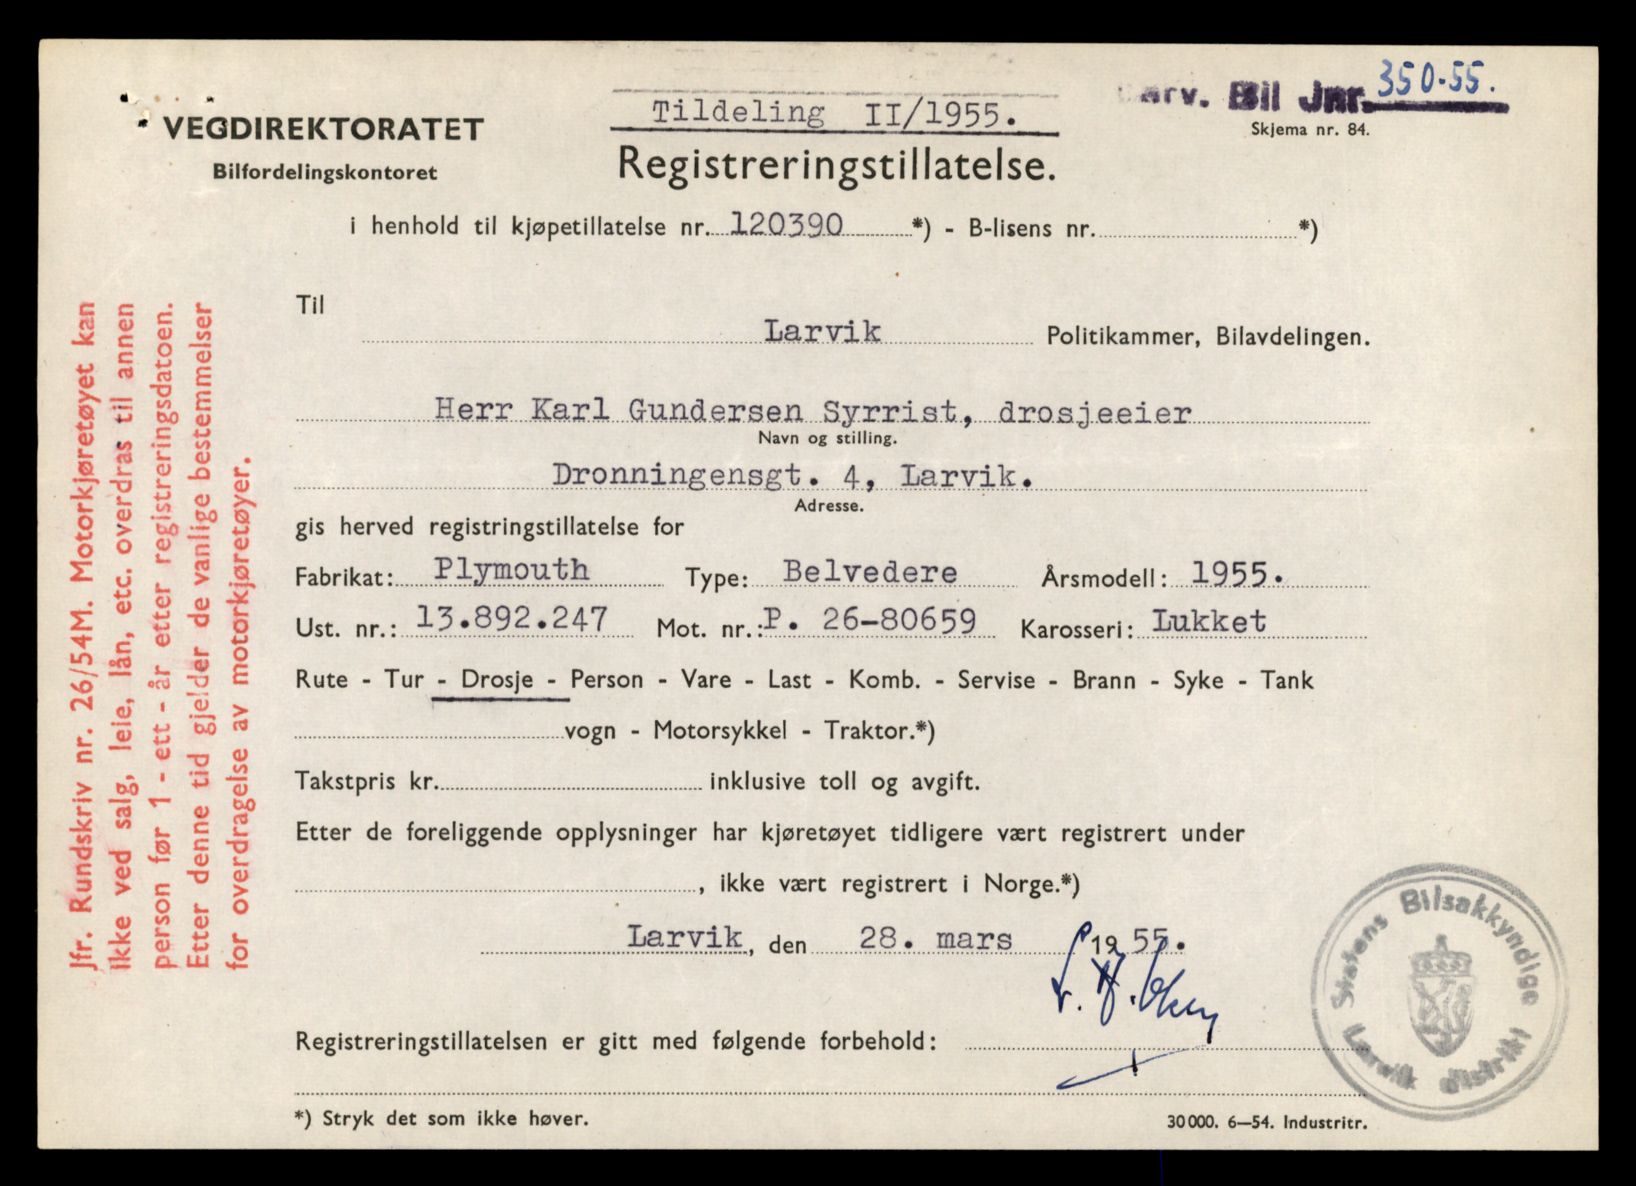 Larv. Bil Jnr. 350-55.
Tildeling II/1955.
Skjema nr. 84.
VEGDIREKTORATET
Bilfordelingskontoret
Registreringstillatelse.
i henhold til kjøpetillatelse nr. 120390 *) - B-lisens nr. *)
Til
Larvik Politikammer, Bilavdelingen.
Herr Karl Gundersen Syrrist, drosjeeier
Navn og stilling.
Dronningensgt. 4, Larvik.
Adresse.
gis herved registringstillatelse for
Fabrikat: Plymouth Type: Belvedere Årsmodell: 1955.
Ust. nr.: 13.892.247 Mot. nr.: P. 26-80659 Karosseri: Lukket
Rute - Tur - Drosje - Person - Vare - Last - Komb. - Servise - Brann - Syke - Tank
vogn - Motorsykkel - Traktor.*)
Takstpris kr. inklusive toll og avgift.
Etter de foreliggende opplysninger har kjøretøyet tidligere vært registrert under
, ikke vært registrert i Norge.*)
Larvik, den 28. mars 1955.
Registreringstillatelsen er gitt med følgende forbehold:
*) Stryk det som ikke høver.
30000. 6—54. Industritr.
Jfr. Rundskriv nr. 26/54M. Motorkjøretøyet kan
ikke ved salg, leie, lån, etc. overdras til annen
person før 1 - ett - år etter registreringsdatoen.
Etter denne tid gjelder de vanlige bestemmelser
for overdragelse av motorkjøretøyer.
Statens Bilsakkyndige
Larvik distrikt